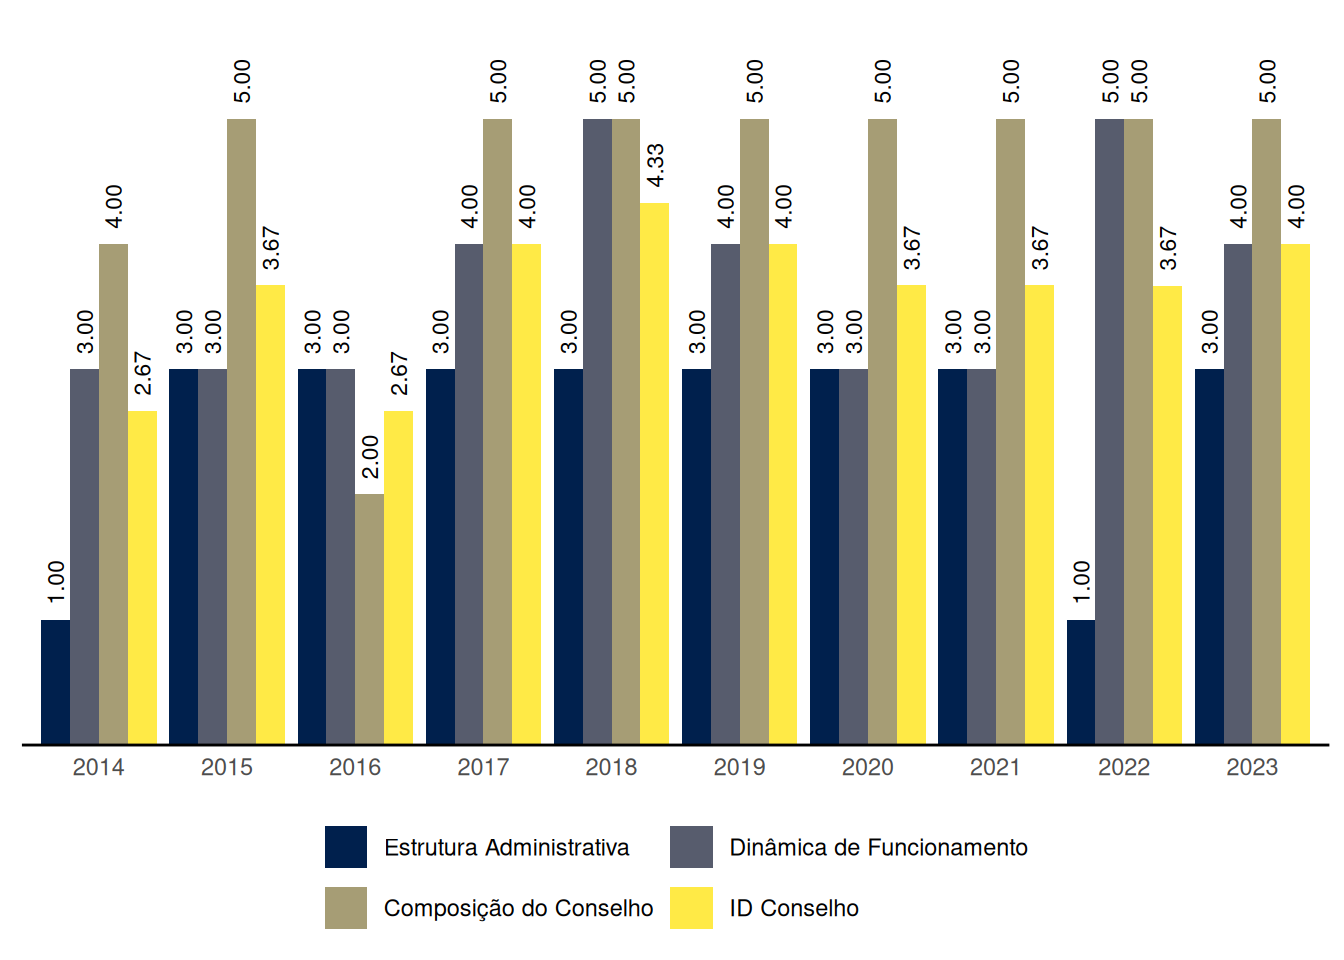 1.00 3.00 4.00 2.67 3.00 3.00 5.00 3.67 3.00 3.00 2.00 2.67 3.00 4.00 5.00 4.00 3.00 5.00 5.00 4.33 3.00 4.00 5.00 4.00 3.00 3.00 5.00 3.67 3.00 3.00 5.00 3.67 1.00 5.00 5.00 3.67 3.00 4.00 5.00 4.00
2014 2015 2016 2017 2018 2019 2020 2021 2022 2023
Estrutura Administrativa Dinâmica de Funcionamento
Composição do Conselho ID Conselho